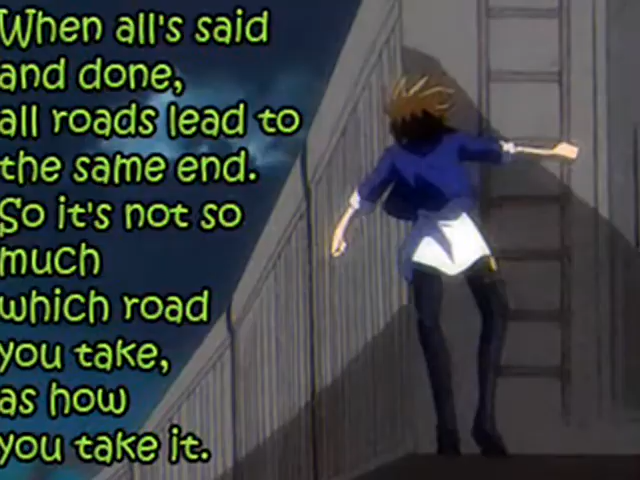 When all's said
and done,
all roads lead to
the same end.
So it's not so
much
which road
you take,
as how
you take it.